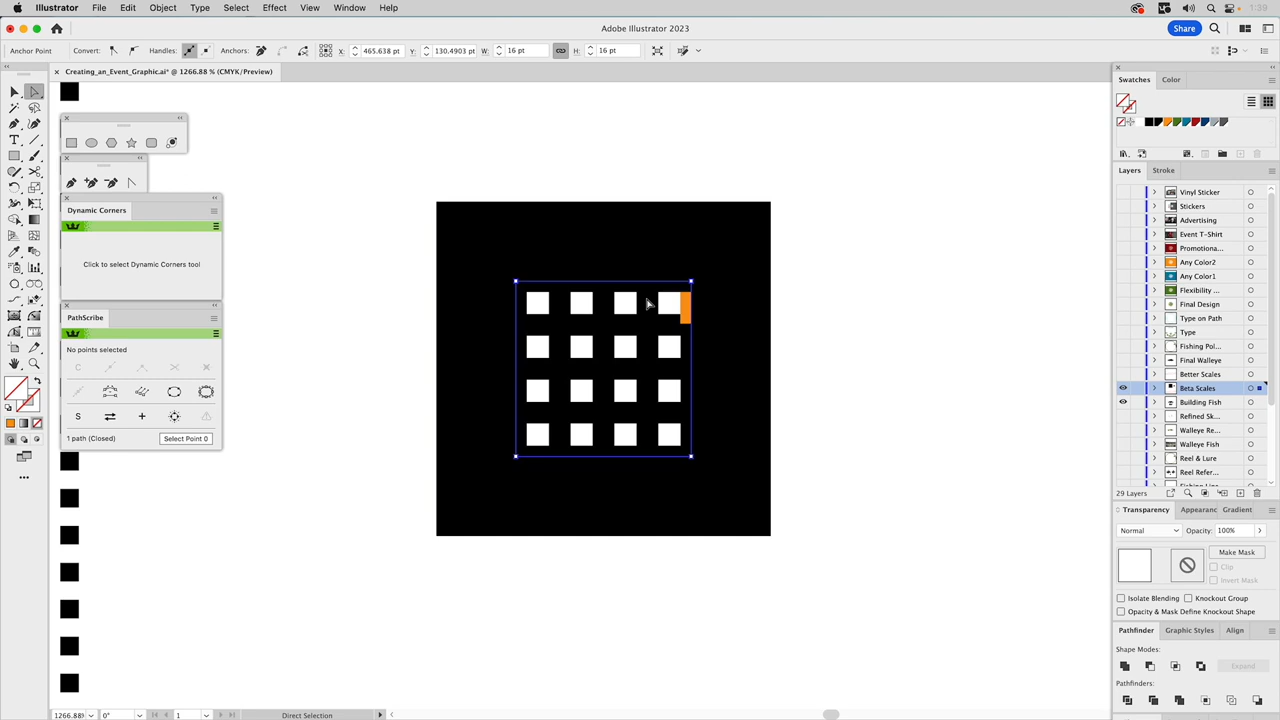 Illustrator File Edit Object Type Select Effect View Window Help 1:39
Adobe Illustrator 2023 Share
Anchor Point Convert: Handles: Anchors: X: 465.638 pt Y: 130.4903 pt W: 16 pt H: 16 pt
Creating_an_Event_Graphic.ai* @ 1266.88 % (CMYK/Preview)
Swatches Color
Layers Stroke
Vinyl Sticker
Stickers
Advertising
Event T-Shirt
Promotiona...
Any Color2
Any Color1
Flexibility ...
Final Design
Type on Path
Type
Fishing Pol...
Final Walleye
Better Scales
Beta Scales
Building Fish
Refined Sk...
Walleye Re...
Walleye Fish
Reel & Lure
Reel Refer...
29 Layers
Transparency Appearanc Gradient
Normal Opacity: 100%
Make Mask
Clip
Invert Mask
Isolate Blending Knockout Group
Opacity & Mask Define Knockout Shape
Pathfinder Graphic Styles Align
Shape Modes:
Expand
Pathfinders:
Dynamic Corners
Click to select Dynamic Corners tool
PathScribe
No points selected
1 path (Closed) Select Point 0
1266.88% 0° 1 Direct Selection